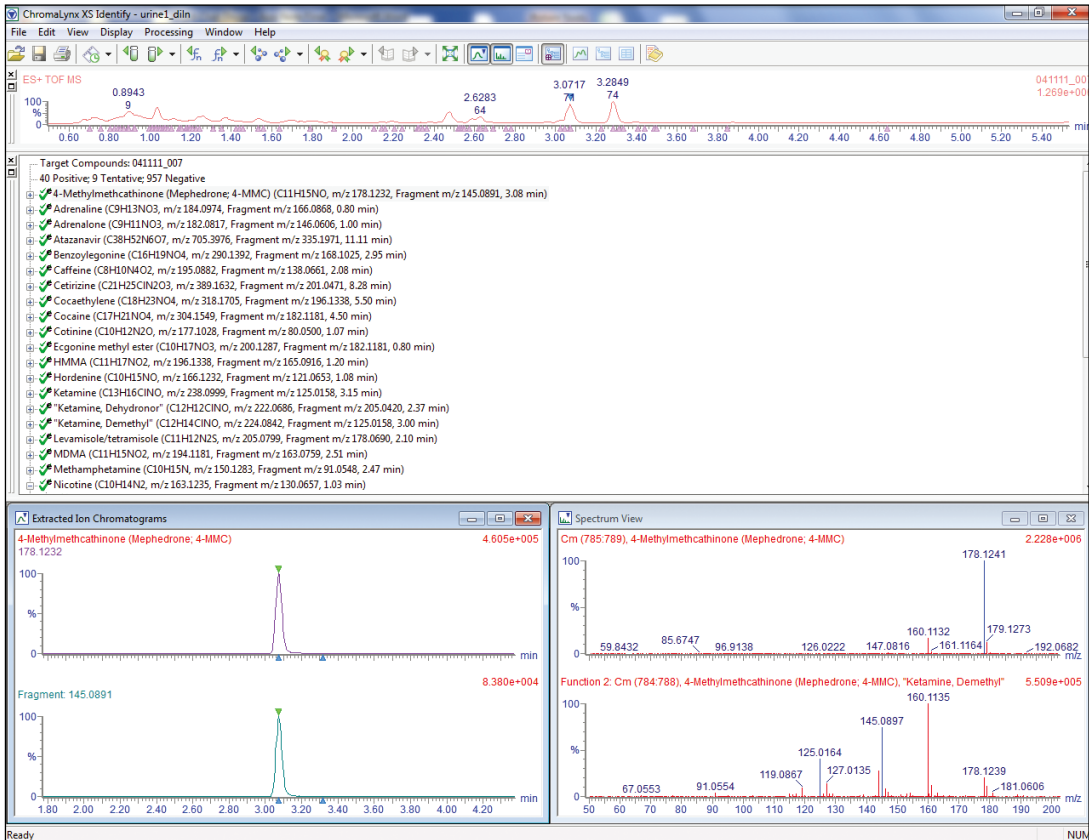 ChromaLynx XS Identify - urine1_diln
File Edit View Display Processing Window Help
ES+ TOF MS
041111_007
1.269e+00
0.8943
9
2.6283
64
3.0717
3.2849
74
100
%
0
0.60 0.80 1.00 1.20 1.40 1.60 1.80 2.00 2.20 2.40 2.60 2.80 3.00 3.20 3.40 3.60 3.80 4.00 4.20 4.40 4.60 4.80 5.00 5.20 5.40 min
Target Compounds: 041111_007
40 Positive; 9 Tentative; 957 Negative
4-Methylmethcathinone (Mephedrone; 4-MMC) (C11H15NO, m/z 178.1232, Fragment m/z 145.0891, 3.08 min)
Adrenaline (C9H13NO3, m/z 184.0974, Fragment m/z 166.0868, 0.80 min)
Adrenalone (C9H11NO3, m/z 182.0817, Fragment m/z 146.0606, 1.00 min)
Atazanavir (C38H52N6O7, m/z 705.3976, Fragment m/z 335.1971, 11.11 min)
Benzoylegonine (C16H19NO4, m/z 290.1392, Fragment m/z 168.1025, 2.95 min)
Caffeine (C8H10N4O2, m/z 195.0882, Fragment m/z 138.0661, 2.08 min)
Cetirizine (C21H25ClN2O3, m/z 389.1632, Fragment m/z 201.0471, 8.28 min)
Cocaethylene (C18H23NO4, m/z 318.1705, Fragment m/z 196.1338, 5.50 min)
Cocaine (C17H21NO4, m/z 304.1549, Fragment m/z 182.1181, 4.50 min)
Cotinine (C10H12N2O, m/z 177.1028, Fragment m/z 80.0500, 1.07 min)
Ecgonine methyl ester (C10H17NO3, m/z 200.1287, Fragment m/z 182.1181, 0.80 min)
HMMA (C11H17NO2, m/z 196.1338, Fragment m/z 165.0916, 1.20 min)
Hordenine (C10H15NO, m/z 166.1232, Fragment m/z 121.0653, 1.08 min)
Ketamine (C13H16ClNO, m/z 238.0999, Fragment m/z 125.0158, 3.15 min)
"Ketamine, Dehydronor" (C12H12ClNO, m/z 222.0686, Fragment m/z 205.0420, 2.37 min)
"Ketamine, Demethyl" (C12H14ClNO, m/z 224.0842, Fragment m/z 125.0158, 3.00 min)
Levamisole/tetramisole (C11H12N2S, m/z 205.0799, Fragment m/z 178.0690, 2.10 min)
MDMA (C11H15NO2, m/z 194.1181, Fragment m/z 163.0759, 2.51 min)
Methamphetamine (C10H15N, m/z 150.1283, Fragment m/z 91.0548, 2.47 min)
Nicotine (C10H14N2, m/z 163.1235, Fragment m/z 130.0657, 1.03 min)
Extracted Ion Chromatograms
4-Methylmethcathinone (Mephedrone; 4-MMC) 4.605e+005
178.1232
100
%
0
min
8.380e+004
Fragment: 145.0891
100
%
0
1.80 2.00 2.20 2.40 2.60 2.80 3.00 3.20 3.40 3.60 3.80 4.00 4.20 min
Spectrum View
Cm (785:789), 4-Methylmethcathinone (Mephedrone; 4-MMC) 2.228e+006
178.1241
100
%
0
59.8432 85.6747 96.9138 126.0222 147.0816 160.1132 161.1164 179.1273 192.0682
m/z
Function 2: Cm (784:788), 4-Methylmethcathinone (Mephedrone; 4-MMC), "Ketamine, Demethyl" 5.509e+005
160.1135
100
%
0
67.0553 91.0554 119.0867 125.0164 127.0135 145.0897 178.1239 181.0606
50 60 70 80 90 100 110 120 130 140 150 160 170 180 190 200 m/z
Ready
NUM